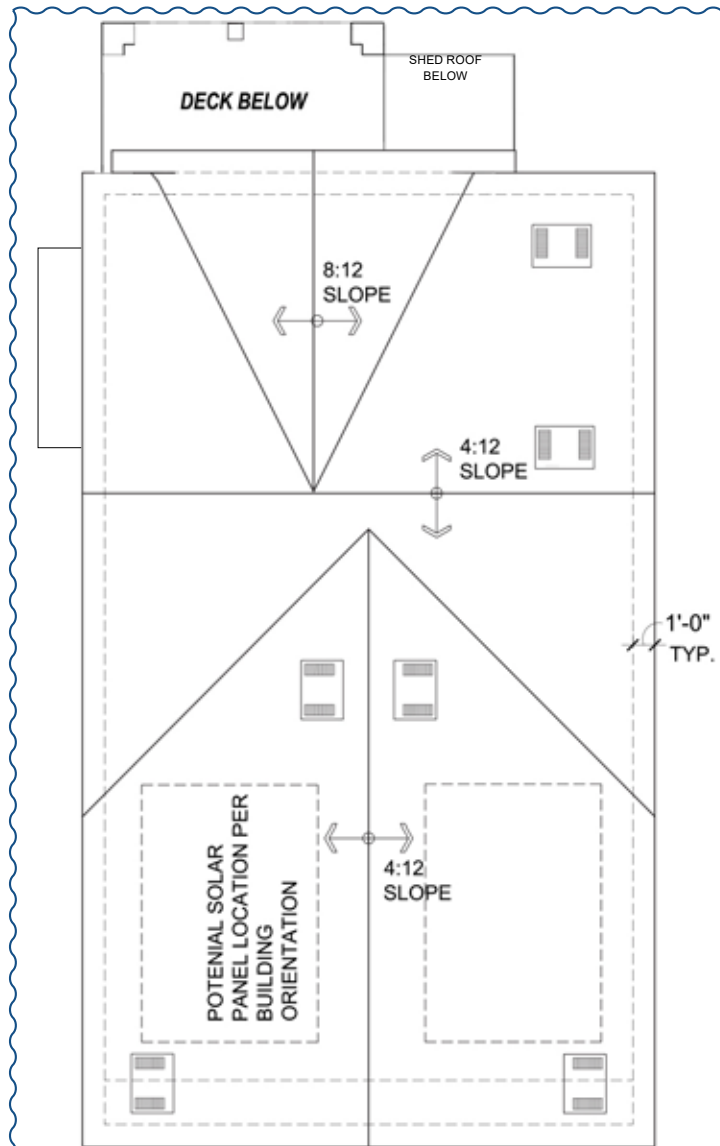 SHED ROOF
BELOW
DECK BELOW
8:12
SLOPE
4:12
SLOPE
1'-0"
TYP.
4:12
SLOPE
POTENIAL SOLAR
PANEL LOCATION PER
BUILDING
ORIENTATION